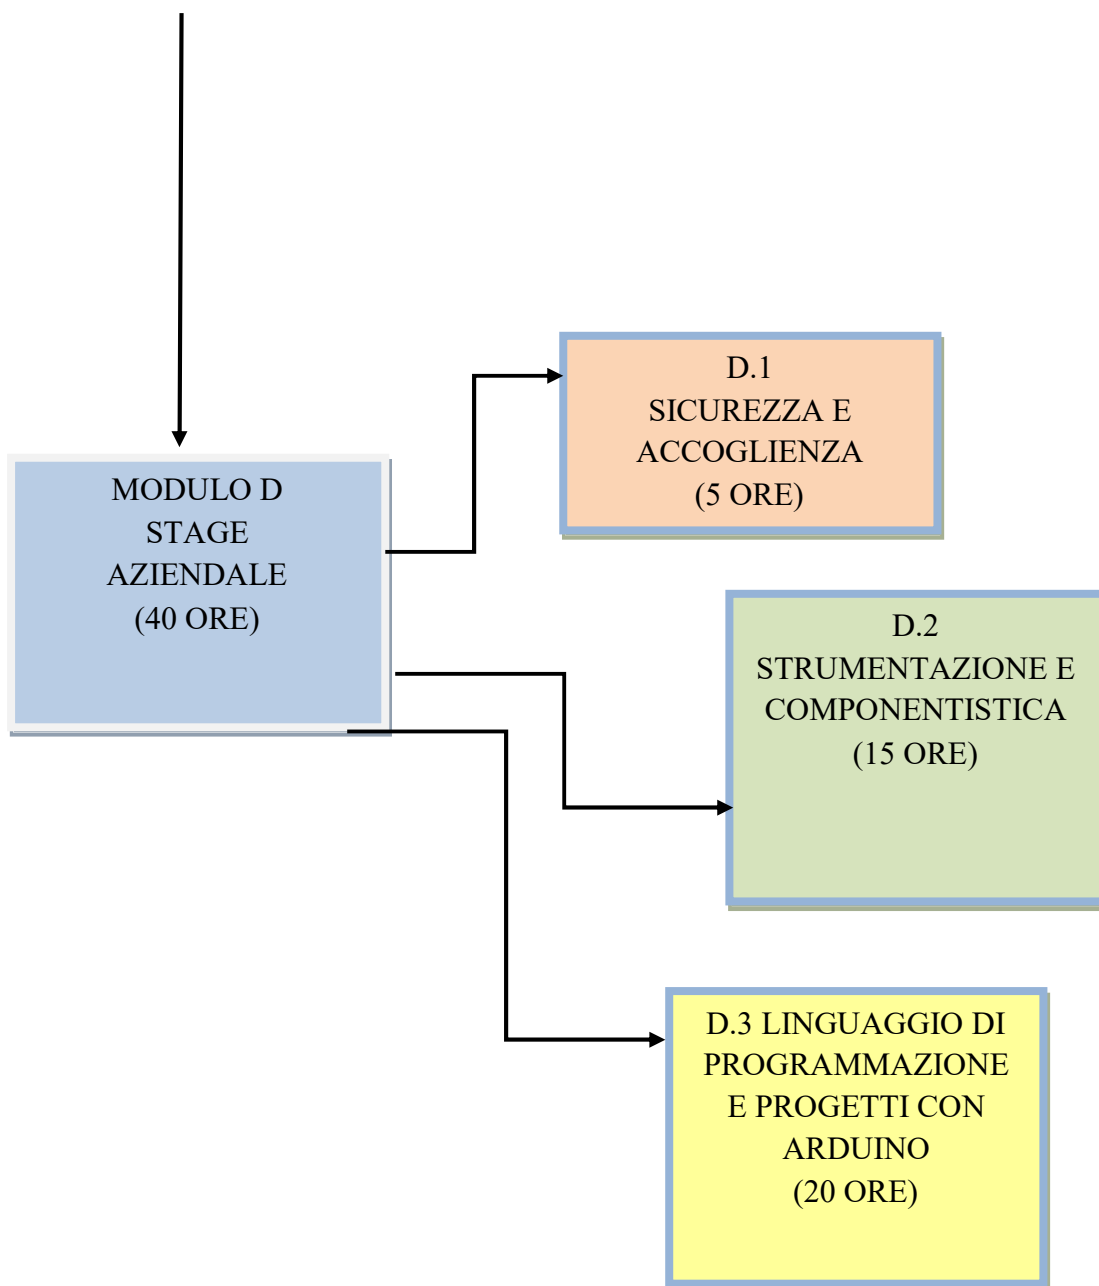 MODULO D
STAGE
AZIENDALE
(40 ORE)
D.1
SICUREZZA E
ACCOGLIENZA
(5 ORE)
D.2
STRUMENTAZIONE E
COMPONENTISTICA
(15 ORE)
D.3 LINGUAGGIO DI
PROGRAMMAZIONE
E PROGETTI CON
ARDUINO
(20 ORE)